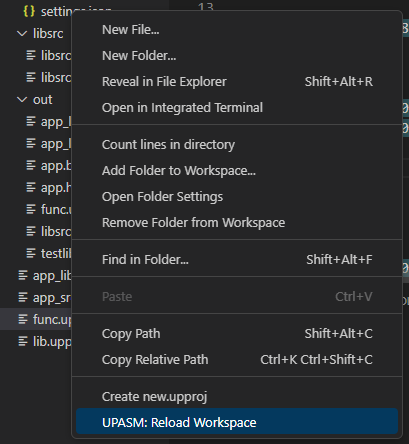 settings.json
13
libsrc
libsrc
libsrc
out
app_l
app_l
app.b
app.h
func.u
libsrc
testlib
app_lib
app_sr
func.up
lib.upp
New File...
New Folder...
Reveal in File Explorer Shift+Alt+R
Open in Integrated Terminal
Count lines in directory
Add Folder to Workspace...
Open Folder Settings
Remove Folder from Workspace
Find in Folder... Shift+Alt+F
Paste Ctrl+V
Copy Path Shift+Alt+C
Copy Relative Path Ctrl+K Ctrl+Shift+C
Create new.upproj
UPASM: Reload Workspace